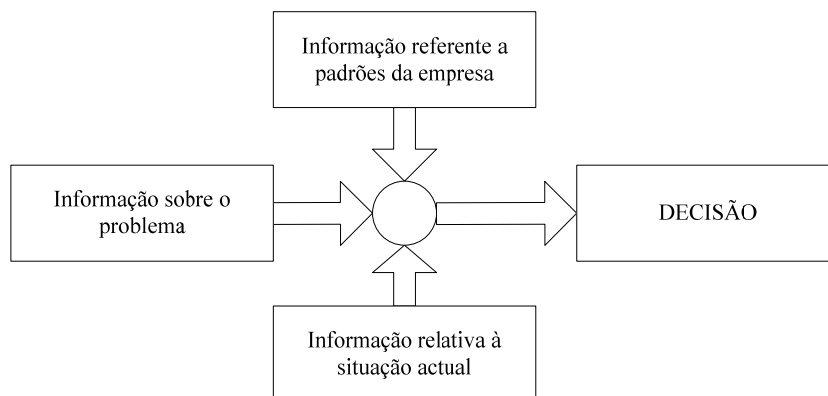 Informação referente a
padrões da empresa
Informação sobre o
problema
DECISÃO
Informação relativa à
situação actual